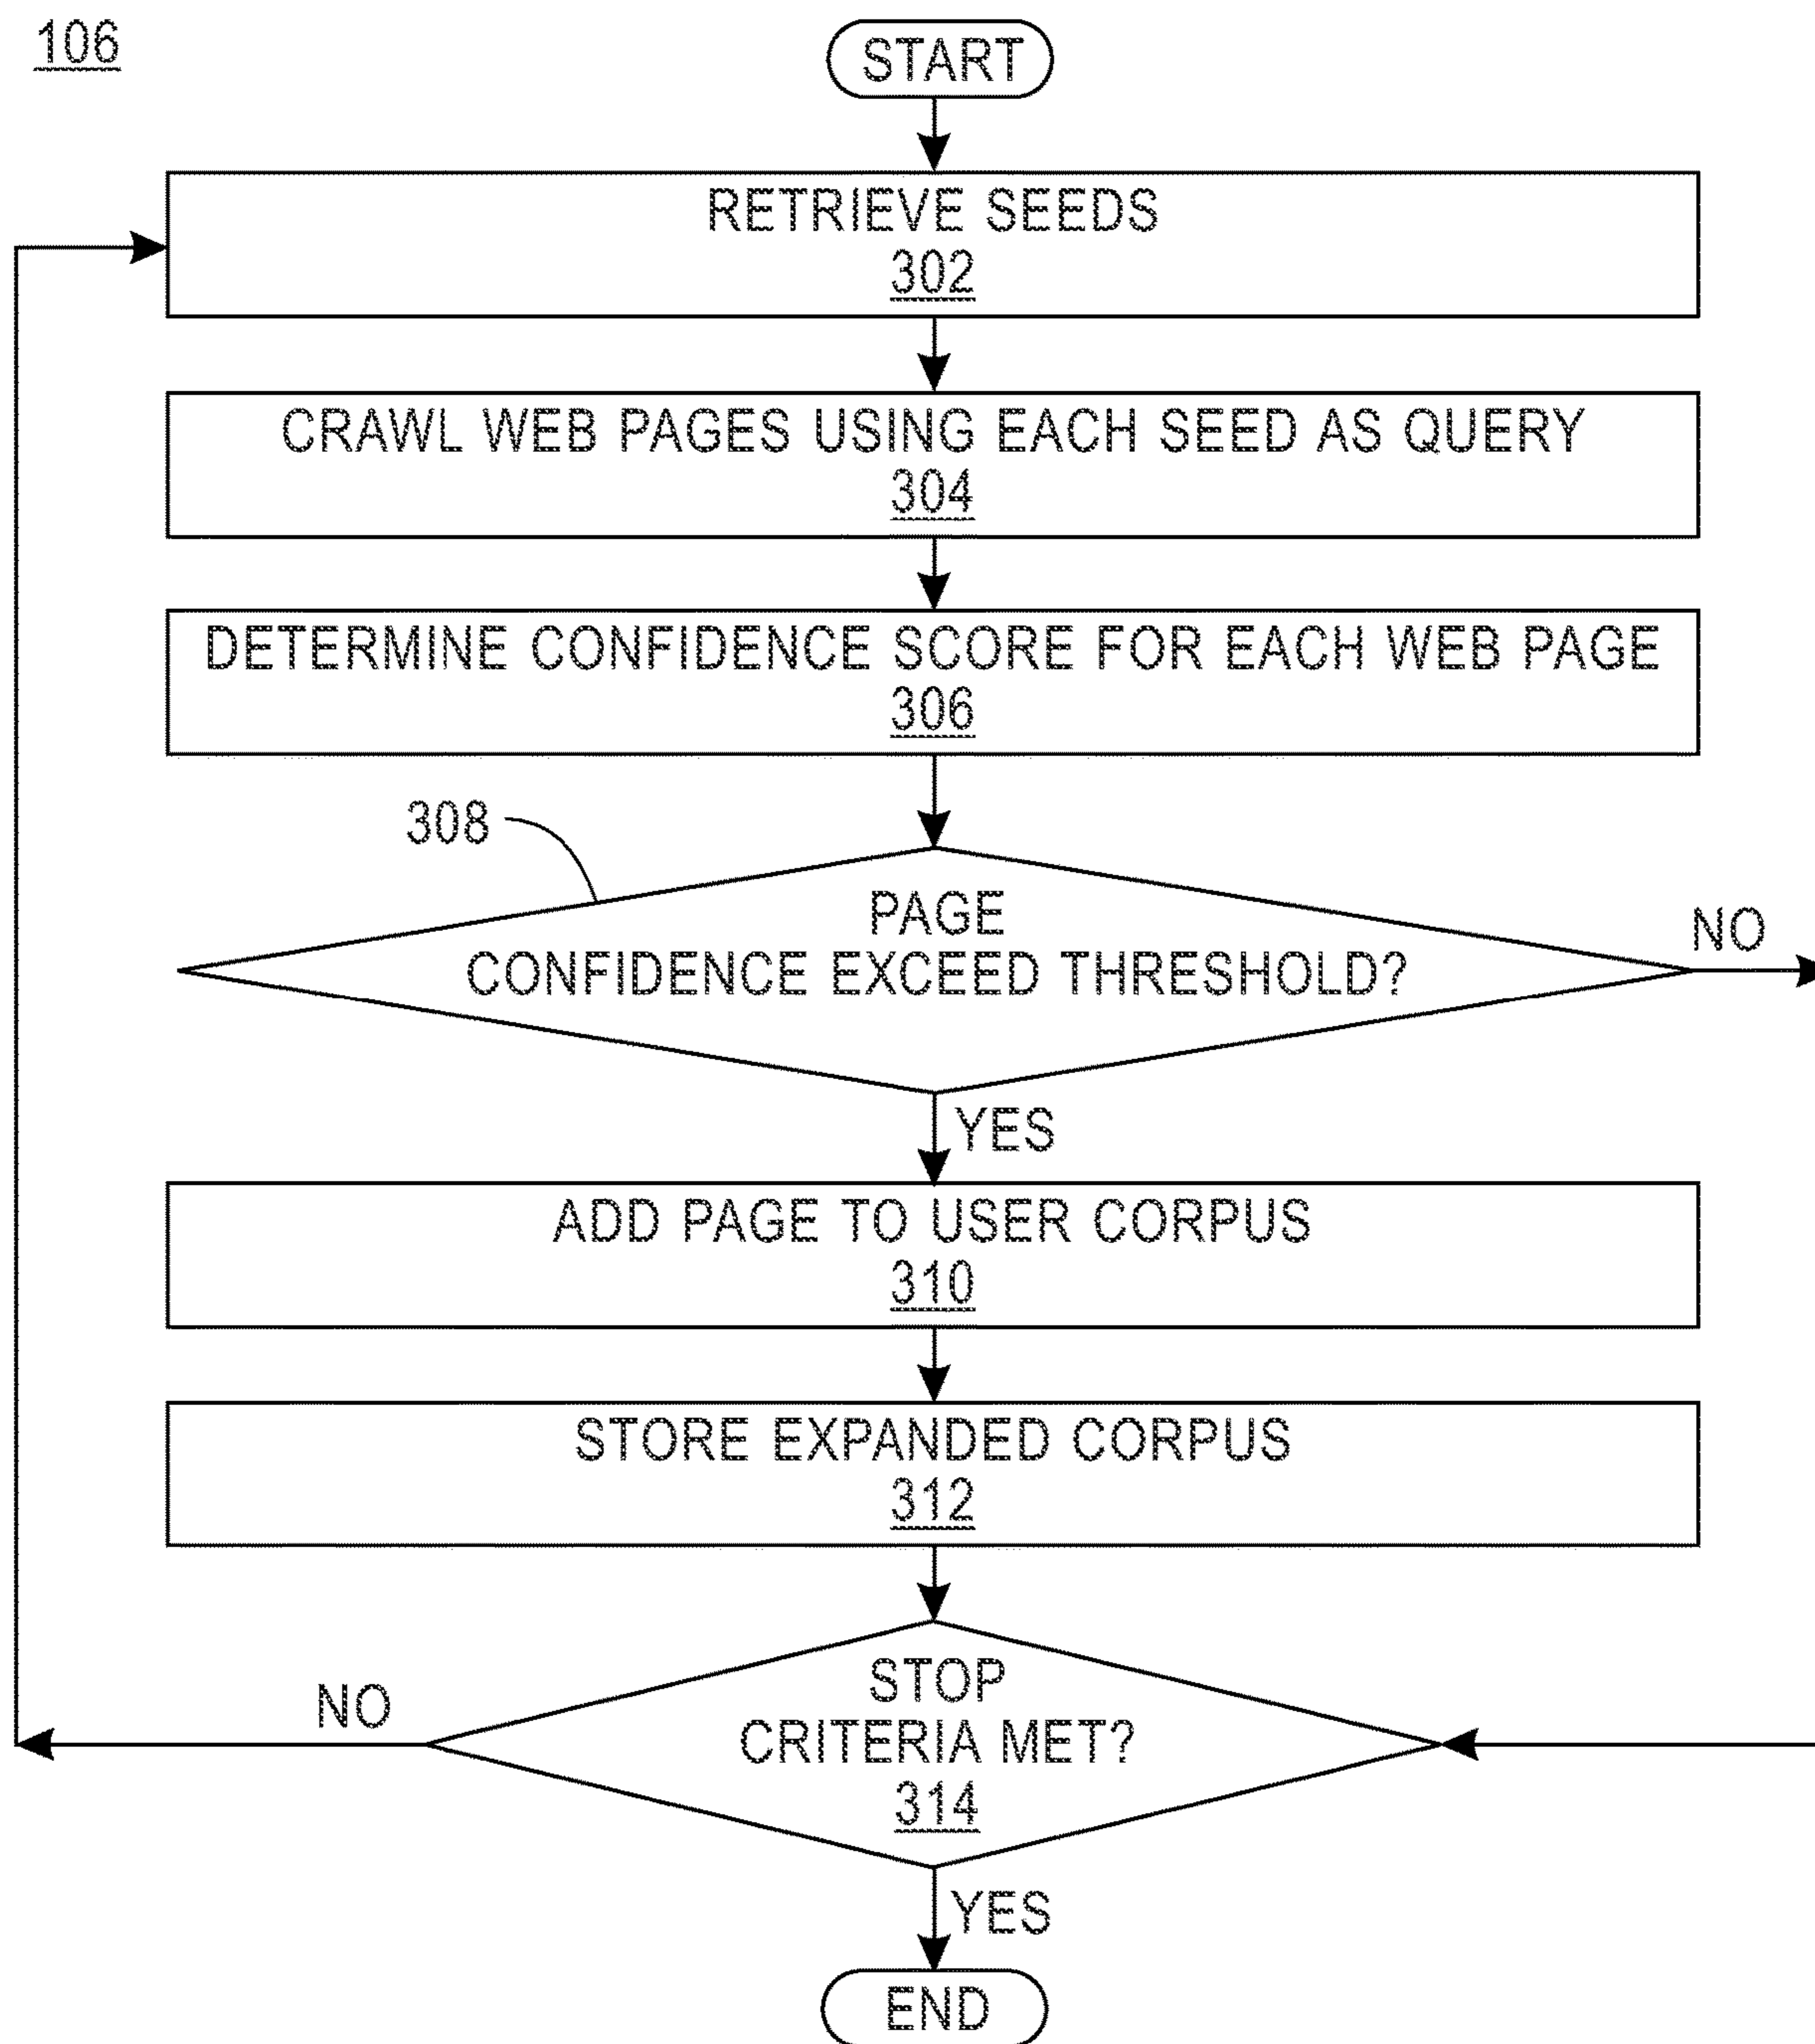 106
START
RETRIEVE SEEDS
302
CRAWL WEB PAGES USING EACH SEED AS QUERY
304
DETERMINE CONFIDENCE SCORE FOR EACH WEB PAGE
306
308
PAGE
CONFIDENCE EXCEED THRESHOLD?
NO
YES
ADD PAGE TO USER CORPUS
310
STORE EXPANDED CORPUS
312
STOP
CRITERIA MET?
314
NO
YES
END